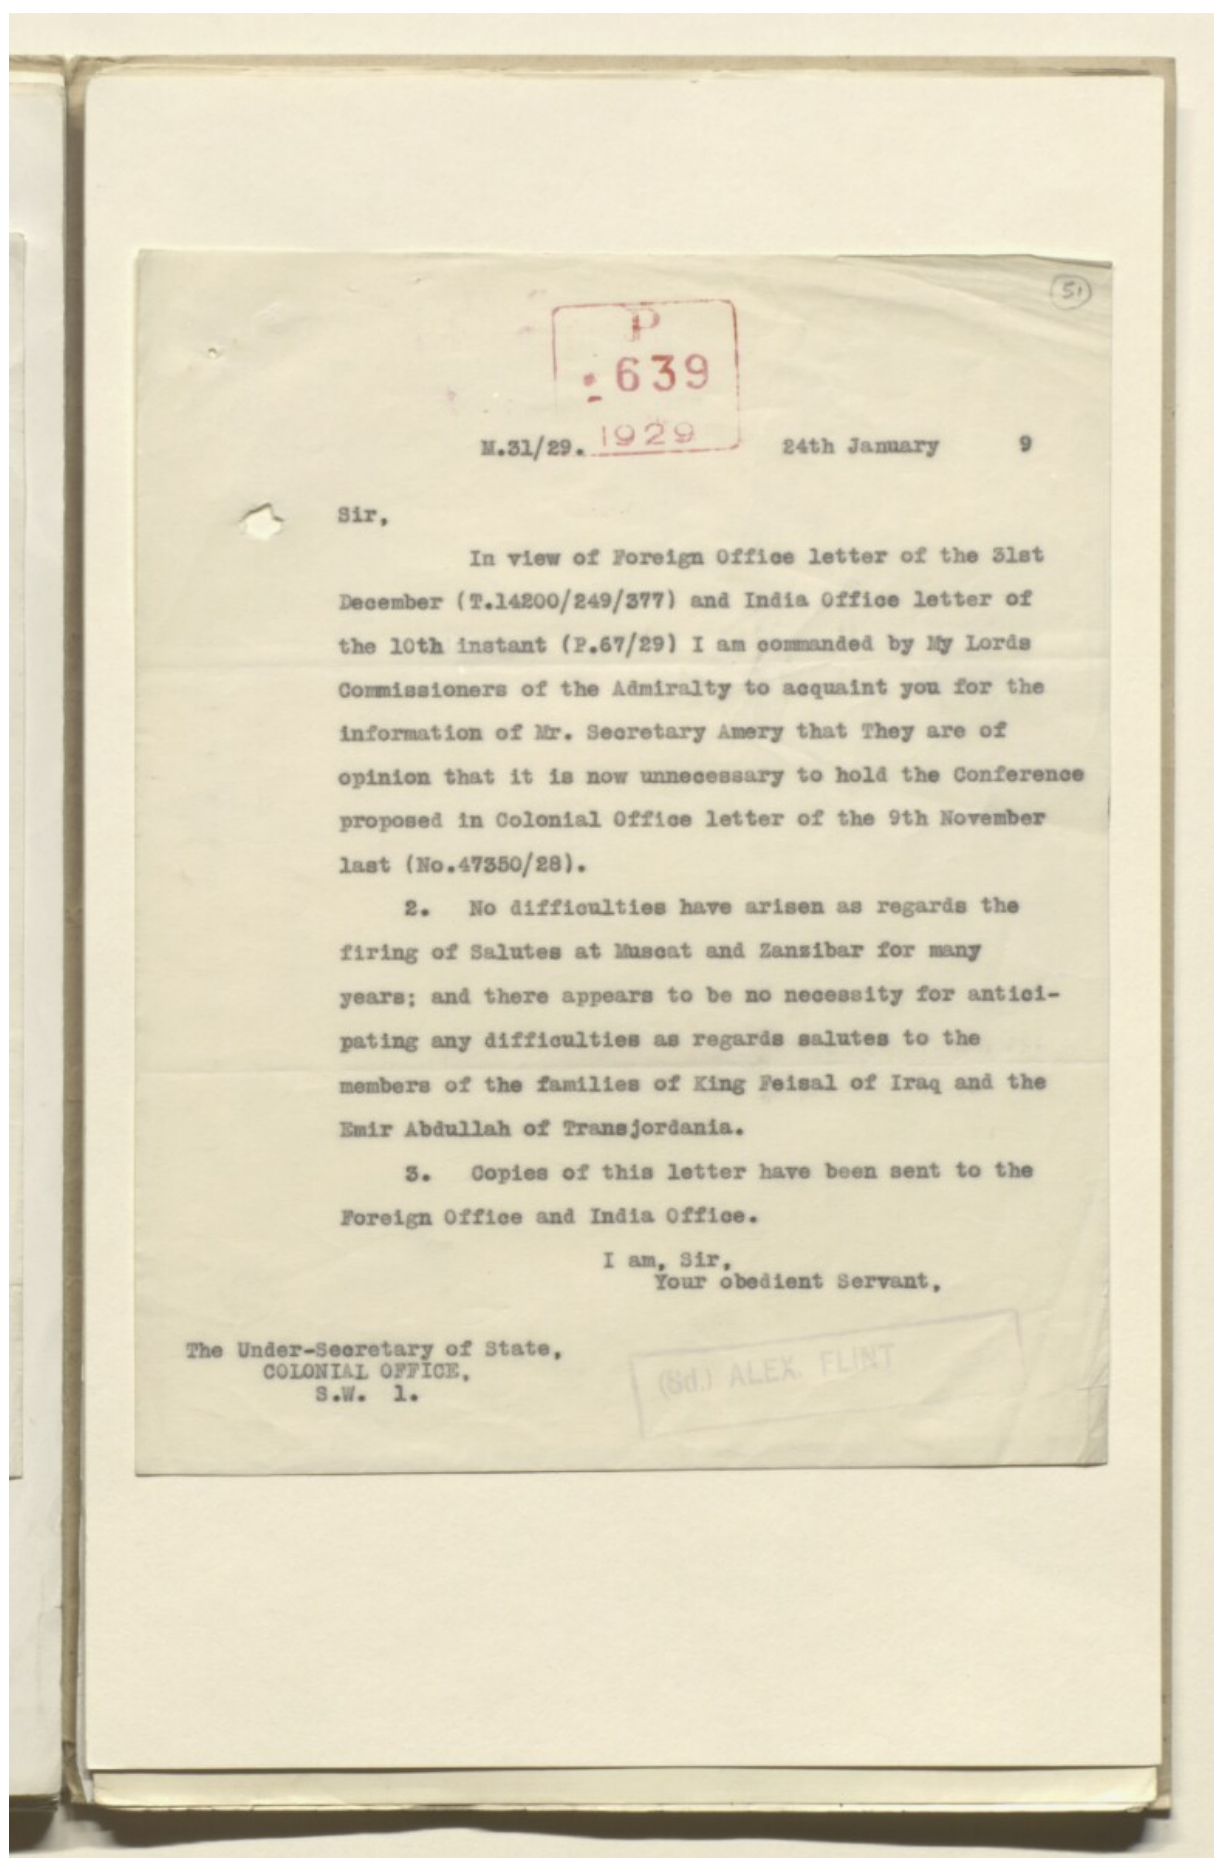 51
P
639
1929
M.31/29. 24th January 9
Sir,
In view of Foreign Office letter of the 31st
December (T.14200/249/377) and India Office letter of
the 10th instant (P.67/29) I am commanded by My Lords
Commissioners of the Admiralty to acquaint you for the
information of Mr. Secretary Amery that They are of
opinion that it is now unnecessary to hold the Conference
proposed in Colonial Office letter of the 9th November
last (No.47350/28).
2. No difficulties have arisen as regards the
firing of Salutes at Muscat and Zanzibar for many
years; and there appears to be no necessity for antici-
pating any difficulties as regards salutes to the
members of the families of King Feisal of Iraq and the
Emir Abdullah of Transjordania.
3. Copies of this letter have been sent to the
Foreign Office and India Office.
I am, Sir,
Your obedient Servant,
The Under-Secretary of State,
COLONIAL OFFICE,
S.W. 1.
(Sd.) ALEX. FLINT